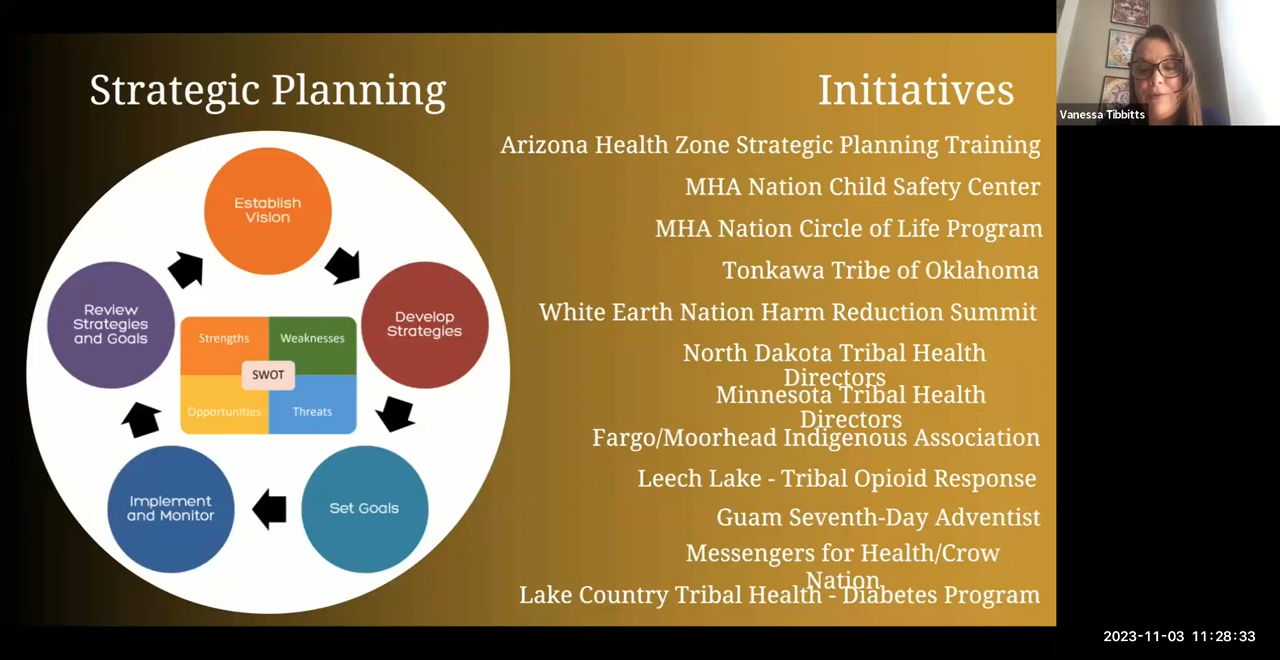 Strategic Planning
Establish
Vision
Develop
Strategies
Set Goals
Implement
and Monitor
Review
Strategies
and Goals
Strengths
Weaknesses
SWOT
Opportunities
Threats
Initiatives
Arizona Health Zone Strategic Planning Training
MHA Nation Child Safety Center
MHA Nation Circle of Life Program
Tonkawa Tribe of Oklahoma
White Earth Nation Harm Reduction Summit
North Dakota Tribal Health
Directors
Minnesota Tribal Health
Directors
Fargo/Moorhead Indigenous Association
Leech Lake - Tribal Opioid Response
Guam Seventh-Day Adventist
Messengers for Health/Crow
Nation
Lake Country Tribal Health - Diabetes Program
Vanessa Tibbitts
2023-11-03 11:28:33